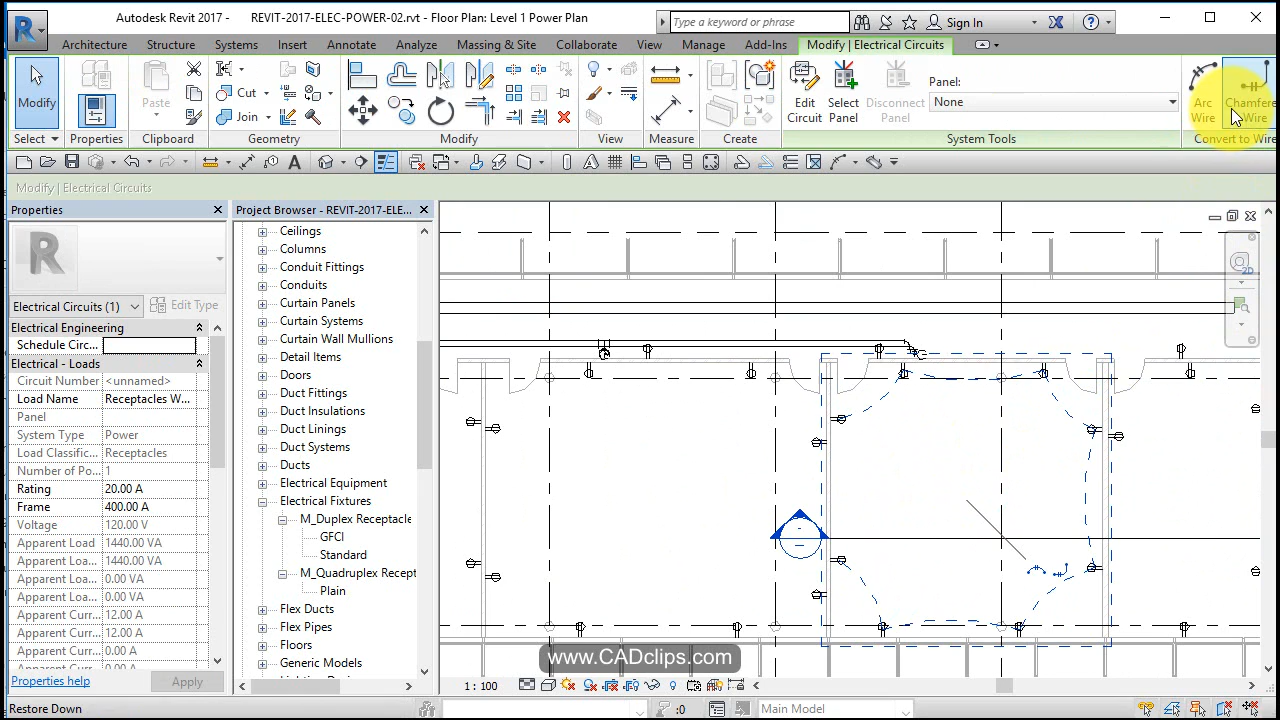 Autodesk Revit 2017 - REVIT-2017-ELEC-POWER-02.rvt - Floor Plan: Level 1 Power Plan
Type a keyword or phrase
Sign In
Architecture Structure Systems Insert Annotate Analyze Massing & Site Collaborate View Manage Add-Ins Modify | Electrical Circuits
Modify
Paste
Cut
Join
Edit Circuit
Select Panel
Disconnect Panel
Panel:
None
Arc Wire
Chamfere Wire
Select Properties Clipboard Geometry Modify View Measure Create System Tools Convert to Wire
Modify | Electrical Circuits
Properties
Electrical Circuits (1)
Edit Type
Electrical Engineering
Schedule Circ...
Electrical - Loads
Circuit Number <unnamed>
Load Name Receptacles W...
Panel
System Type Power
Load Classific... Receptacles
Number of Po... 1
Rating 20.00 A
Frame 400.00 A
Voltage 120.00 V
Apparent Load 1440.00 VA
Apparent Loa... 1440.00 VA
Apparent Loa... 0.00 VA
Apparent Loa... 0.00 VA
Apparent Curr... 12.00 A
Apparent Curr... 12.00 A
Apparent Curr... 0.00 A
Properties help
Apply
Project Browser - REVIT-2017-ELE...
Ceilings
Columns
Conduit Fittings
Conduits
Curtain Panels
Curtain Systems
Curtain Wall Mullions
Detail Items
Doors
Duct Fittings
Duct Insulations
Duct Linings
Duct Systems
Ducts
Electrical Equipment
Electrical Fixtures
M_Duplex Receptacle
GFCI
Standard
M_Quadruplex Recept
Plain
Flex Ducts
Flex Pipes
Floors
Generic Models
2D
www.CADclips.com
1 : 100
Restore Down
:0
Main Model